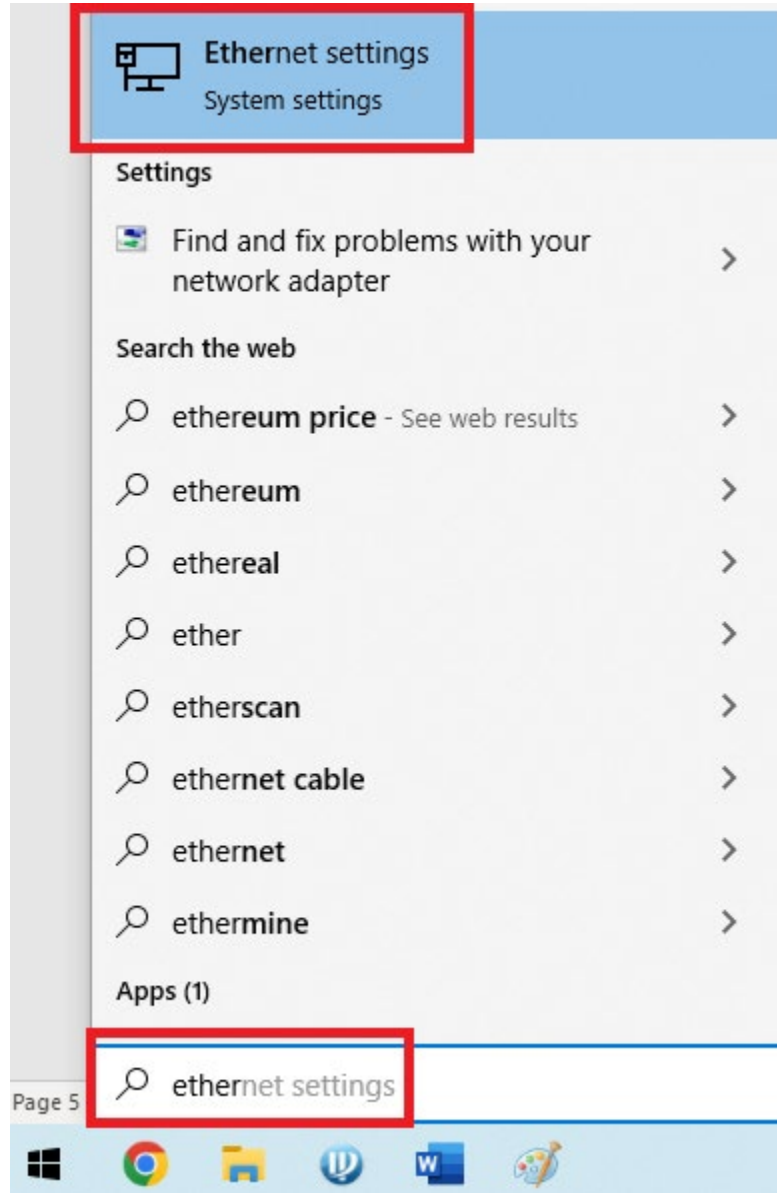 Ethernet settings
System settings
Settings
Find and fix problems with your
network adapter
Search the web
ethereum price - See web results
ethereum
ethereal
ether
etherscan
ethernet cable
ethernet
ethermine
Apps (1)
ethernet settings
Page 5
W